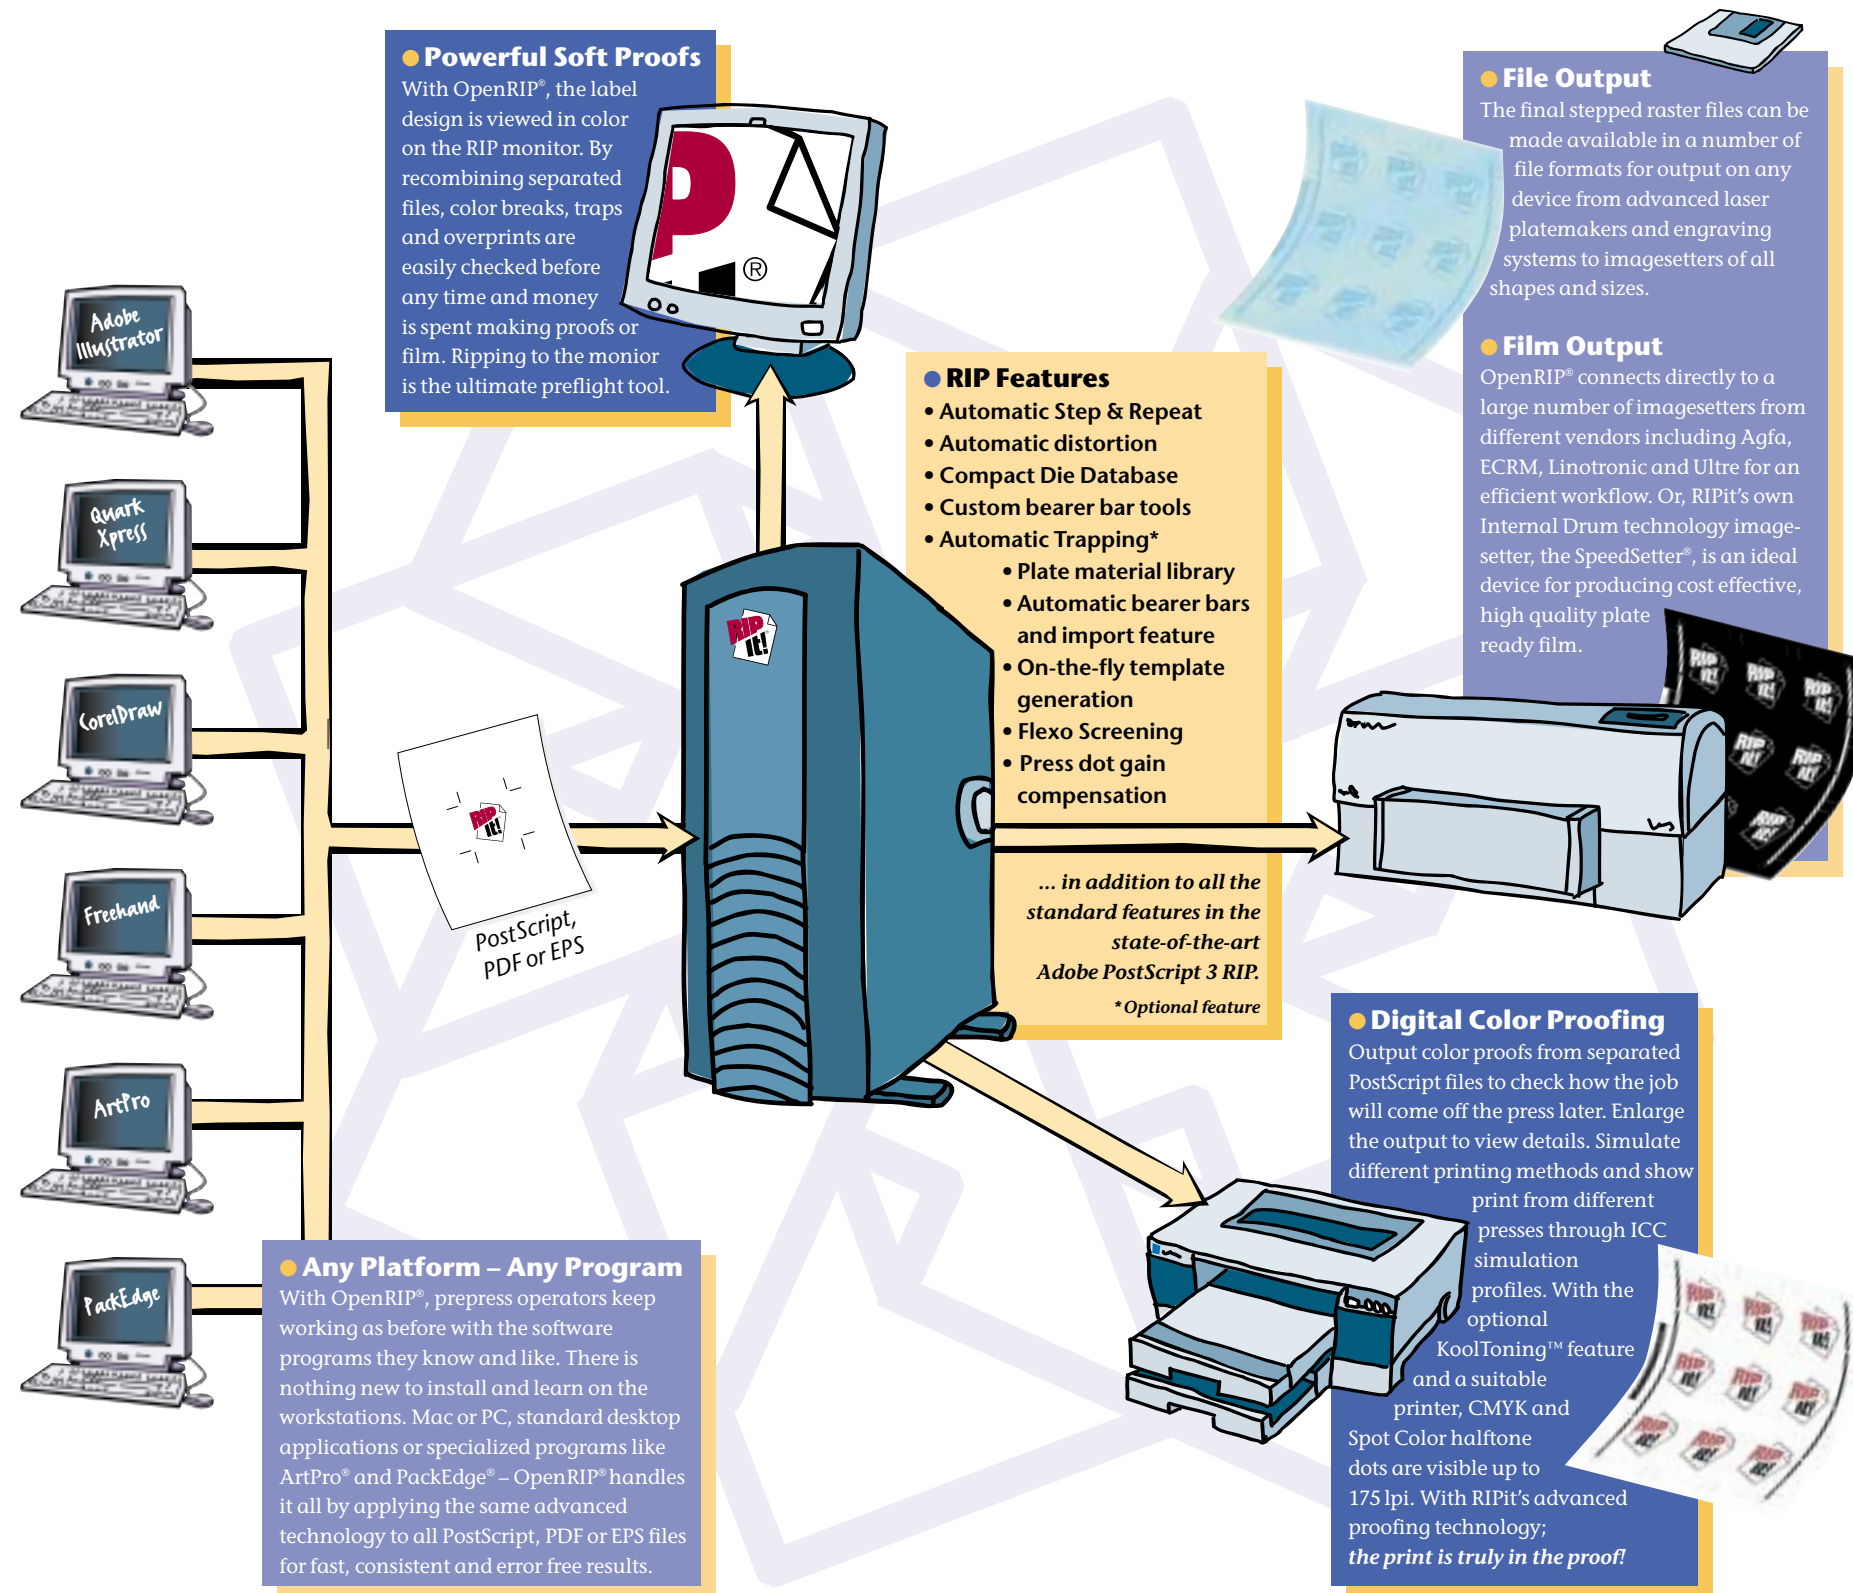 ● Powerful Soft Proofs
With OpenRIP®, the label
design is viewed in color
on the RIP monitor. By
recombining separated
files, color breaks, traps
and overprints are
easily checked before
any time and money
is spent making proofs or
film. Ripping to the monior
is the ultimate preflight tool.
P
®
● File Output
The final stepped raster files can be
made available in a number of
file formats for output on any
device from advanced laser
platemakers and engraving
systems to imagesetters of all
shapes and sizes.
● Film Output
OpenRIP® connects directly to a
large number of imagesetters from
different vendors including Agfa,
ECRM, Linotronic and Ultre for an
efficient workflow. Or, RIPit's own
Internal Drum technology image-
setter, the SpeedSetter®, is an ideal
device for producing cost effective,
high quality plate
ready film.
Adobe
Illustrator
Quark
Xpress
CorelDraw
Freehand
ArtPro
PackEdge
RIP
it!
PostScript,
PDF or EPS
RIP
it!
● RIP Features
• Automatic Step & Repeat
• Automatic distortion
• Compact Die Database
• Custom bearer bar tools
• Automatic Trapping*
• Plate material library
• Automatic bearer bars
and import feature
• On-the-fly template
generation
• Flexo Screening
• Press dot gain
compensation
... in addition to all the
standard features in the
state-of-the-art
Adobe PostScript 3 RIP.
* Optional feature
● Any Platform – Any Program
With OpenRIP®, prepress operators keep
working as before with the software
programs they know and like. There is
nothing new to install and learn on the
workstations. Mac or PC, standard desktop
applications or specialized programs like
ArtPro® and PackEdge® – OpenRIP® handles
it all by applying the same advanced
technology to all PostScript, PDF or EPS files
for fast, consistent and error free results.
● Digital Color Proofing
Output color proofs from separated
PostScript files to check how the job
will come off the press later. Enlarge
the output to view details. Simulate
different printing methods and show
print from different
presses through ICC
simulation
profiles. With the
optional
KoolToning™ feature
and a suitable
printer, CMYK and
Spot Color halftone
dots are visible up to
175 lpi. With RIPit's advanced
proofing technology;
the print is truly in the proof!